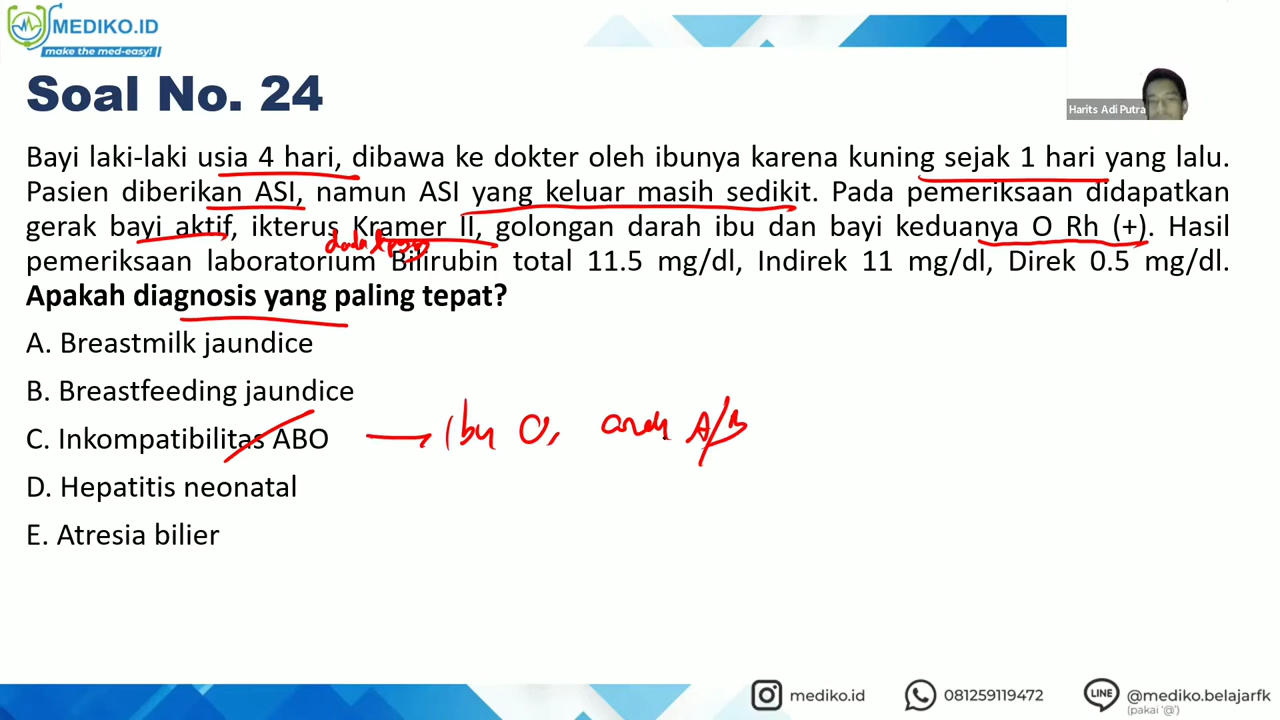 MEDIKO.ID
make the med-easy!
Harits Adi Putra
Soal No. 24
Bayi laki-laki usia 4 hari, dibawa ke dokter oleh ibunya karena kuning sejak 1 hari yang lalu.
Pasien diberikan ASI, namun ASI yang keluar masih sedikit. Pada pemeriksaan didapatkan
gerak bayi aktif, ikterus Kramer II, golongan darah ibu dan bayi keduanya O Rh (+). Hasil
pemeriksaan laboratorium Bilirubin total 11.5 mg/dl, Indirek 11 mg/dl, Direk 0.5 mg/dl.
Apakah diagnosis yang paling tepat?
A. Breastmilk jaundice
B. Breastfeeding jaundice
C. Inkompatibilitas ABO
Ibu O, anak A/B
D. Hepatitis neonatal
E. Atresia bilier
mediko.id
081259119472
LINE
@mediko.belajarfk
(pakai '@')